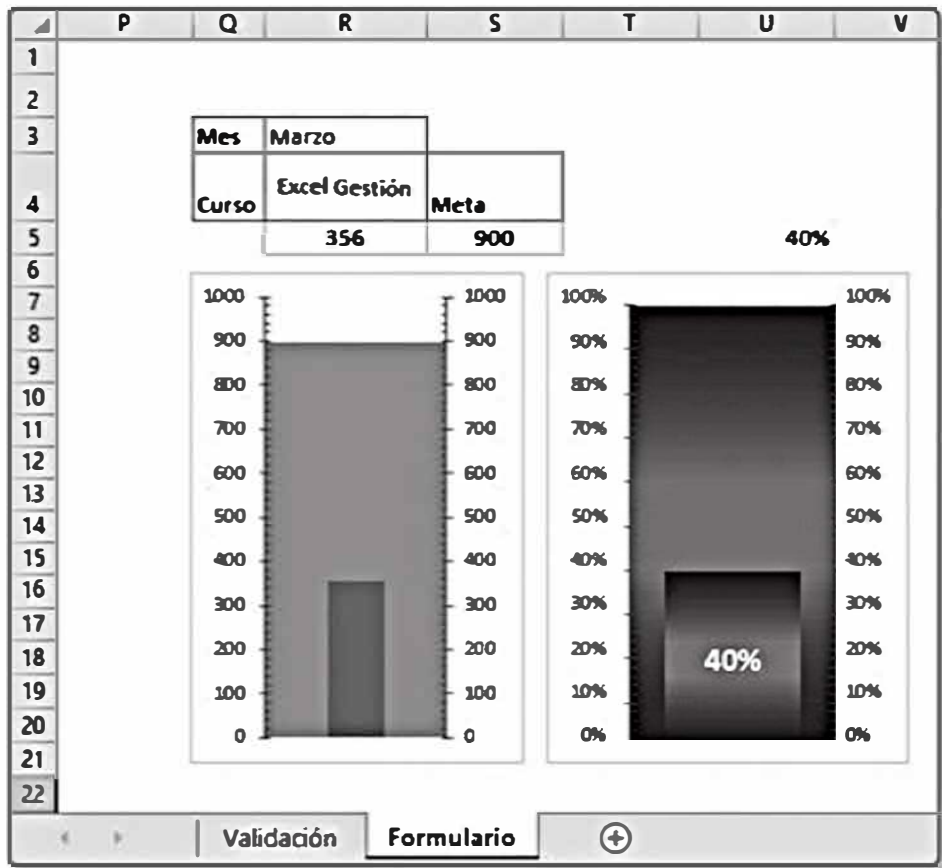 P Q R S T U V
1
2
3 Mes Marzo
4 Curso Excel Gestión Meta
5 356 900 40%
6
7 1000 1000 100% 100%
8 900 900 90% 90%
9
10 800 800 80% 80%
11 700 700 70% 70%
12 600 600 60% 60%
13
14 500 500 50% 50%
15 400 400 40% 40%
16 300 300 30% 30%
17
18 200 200 20% 40% 20%
19 100 100 10% 10%
20 0 0 0% 0%
21
22
Validación Formulario